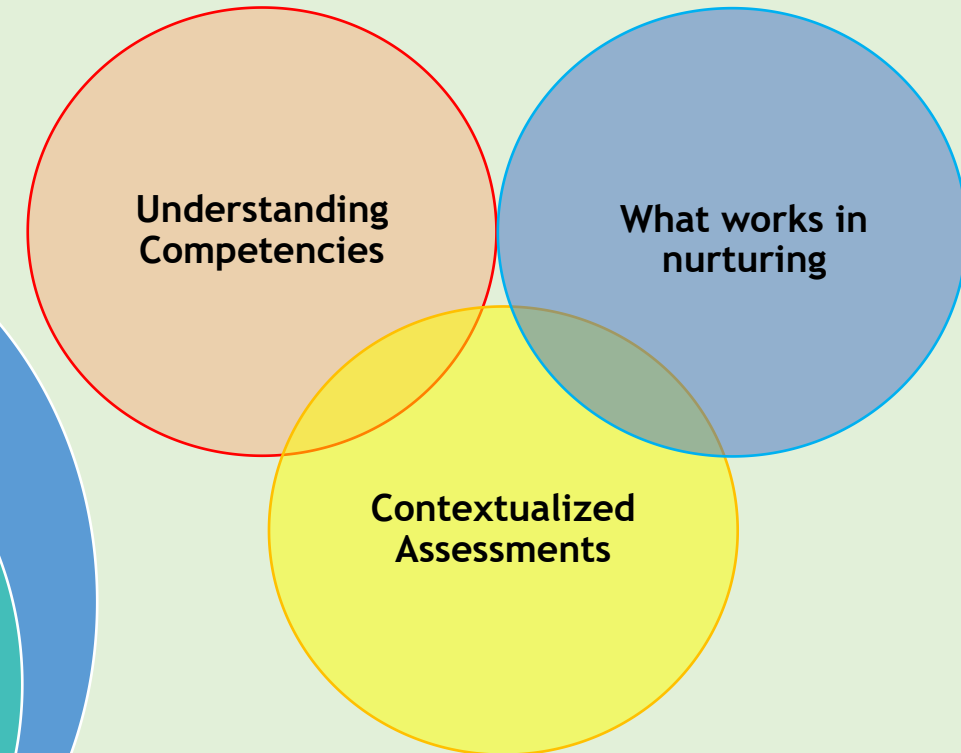 Understanding
Competencies
What works in
nurturing
Contextualized
Assessments